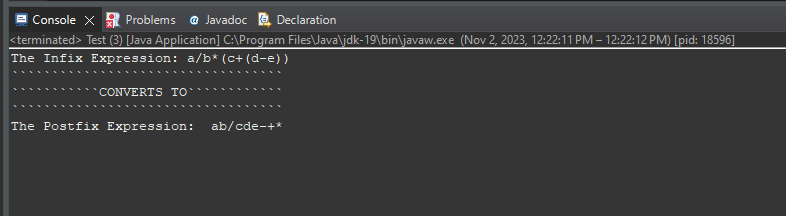 Console Problems @ Javadoc Declaration
<terminated> Test (3) [Java Application] C:\Program Files\Java\jdk-19\bin\javaw.exe (Nov 2, 2023, 12:22:11 PM – 12:22:12 PM) [pid: 18596]
The Infix Expression: a/b*(c+(d-e))
````````````````````````````````````
```````````CONVERTS TO````````````
````````````````````````````````````
The Postfix Expression:  ab/cde-+*